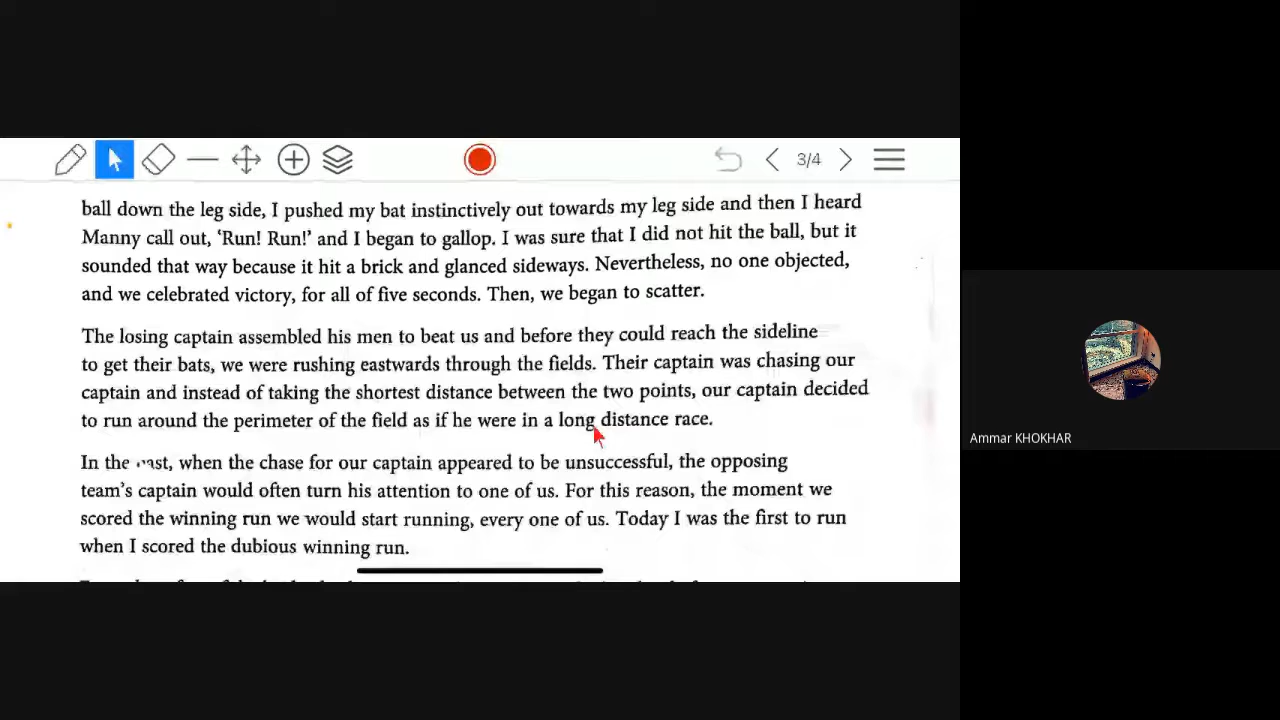 3/4
ball down the leg side, I pushed my bat instinctively out towards my leg side and then I heard
Manny call out, ‘Run! Run!’ and I began to gallop. I was sure that I did not hit the ball, but it
sounded that way because it hit a brick and glanced sideways. Nevertheless, no one objected,
and we celebrated victory, for all of five seconds. Then, we began to scatter.
The losing captain assembled his men to beat us and before they could reach the sideline
to get their bats, we were rushing eastwards through the fields. Their captain was chasing our
captain and instead of taking the shortest distance between the two points, our captain decided
to run around the perimeter of the field as if he were in a long distance race.
In the past, when the chase for our captain appeared to be unsuccessful, the opposing
team’s captain would often turn his attention to one of us. For this reason, the moment we
scored the winning run we would start running, every one of us. Today I was the first to run
when I scored the dubious winning run.
Ammar KHOKHAR